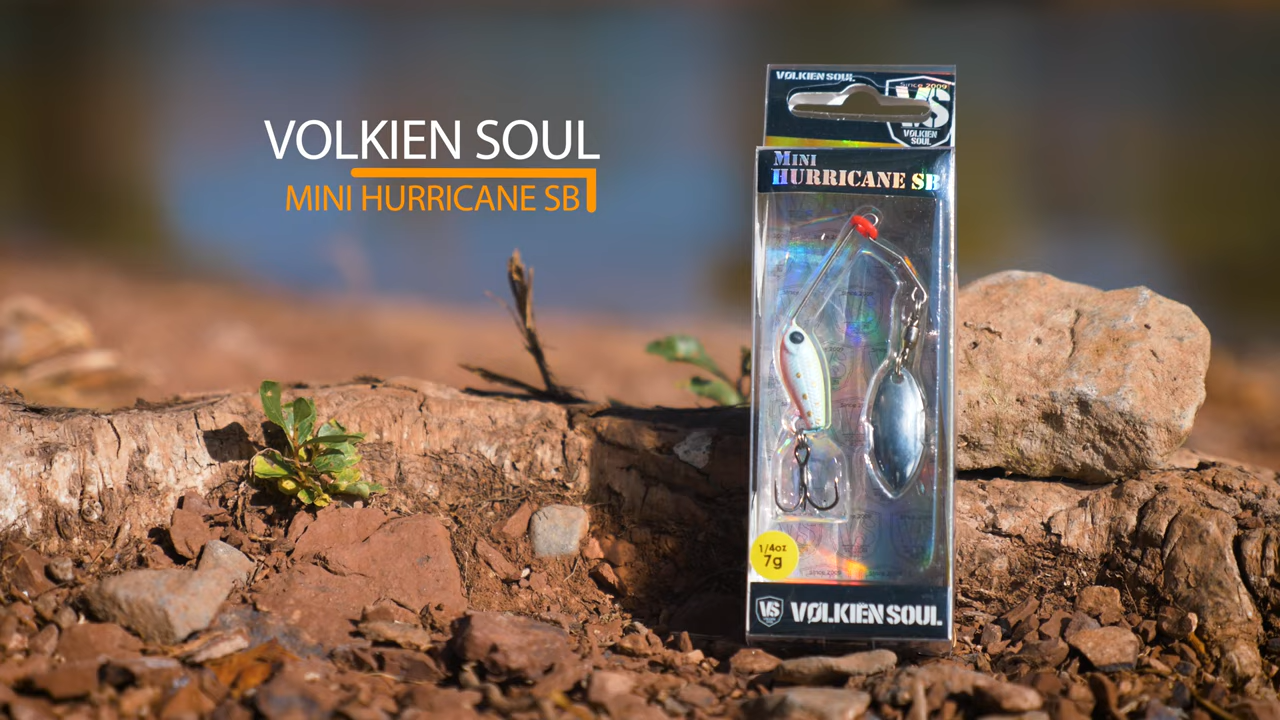 VOLKIEN SOUL
MINI HURRICANE SB
VOLKIEN SOUL
Since 2009
VS
VOLKIEN
SOUL
MINI
HURRICANE SB
1/4oz
7g
VS
VOLKIEN SOUL